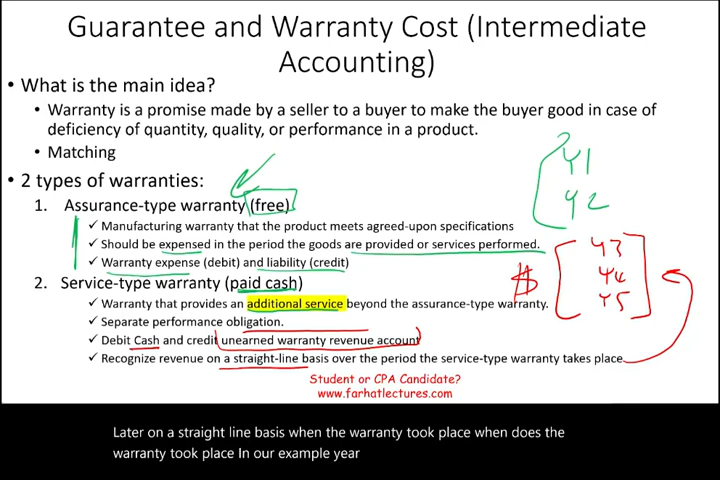 Guarantee and Warranty Cost (Intermediate
Accounting)
• What is the main idea?
• Warranty is a promise made by a seller to a buyer to make the buyer good in case of
deficiency of quantity, quality, or performance in a product.
• Matching
• 2 types of warranties:
1. Assurance-type warranty (free)
✓ Manufacturing warranty that the product meets agreed-upon specifications
✓ Should be expensed in the period the goods are provided or services performed.
✓ Warranty expense (debit) and liability (credit)
2. Service-type warranty (paid cash)
✓ Warranty that provides an additional service beyond the assurance-type warranty.
✓ Separate performance obligation.
✓ Debit Cash and credit unearned warranty revenue account
✓ Recognize revenue on a straight-line basis over the period the service-type warranty takes place.
Y1
Y2
$
Y3
Y4
Y5
Student or CPA Candidate?
www.farhatlectures.com
Later on a straight line basis when the warranty took place when does the
warranty took place In our example year